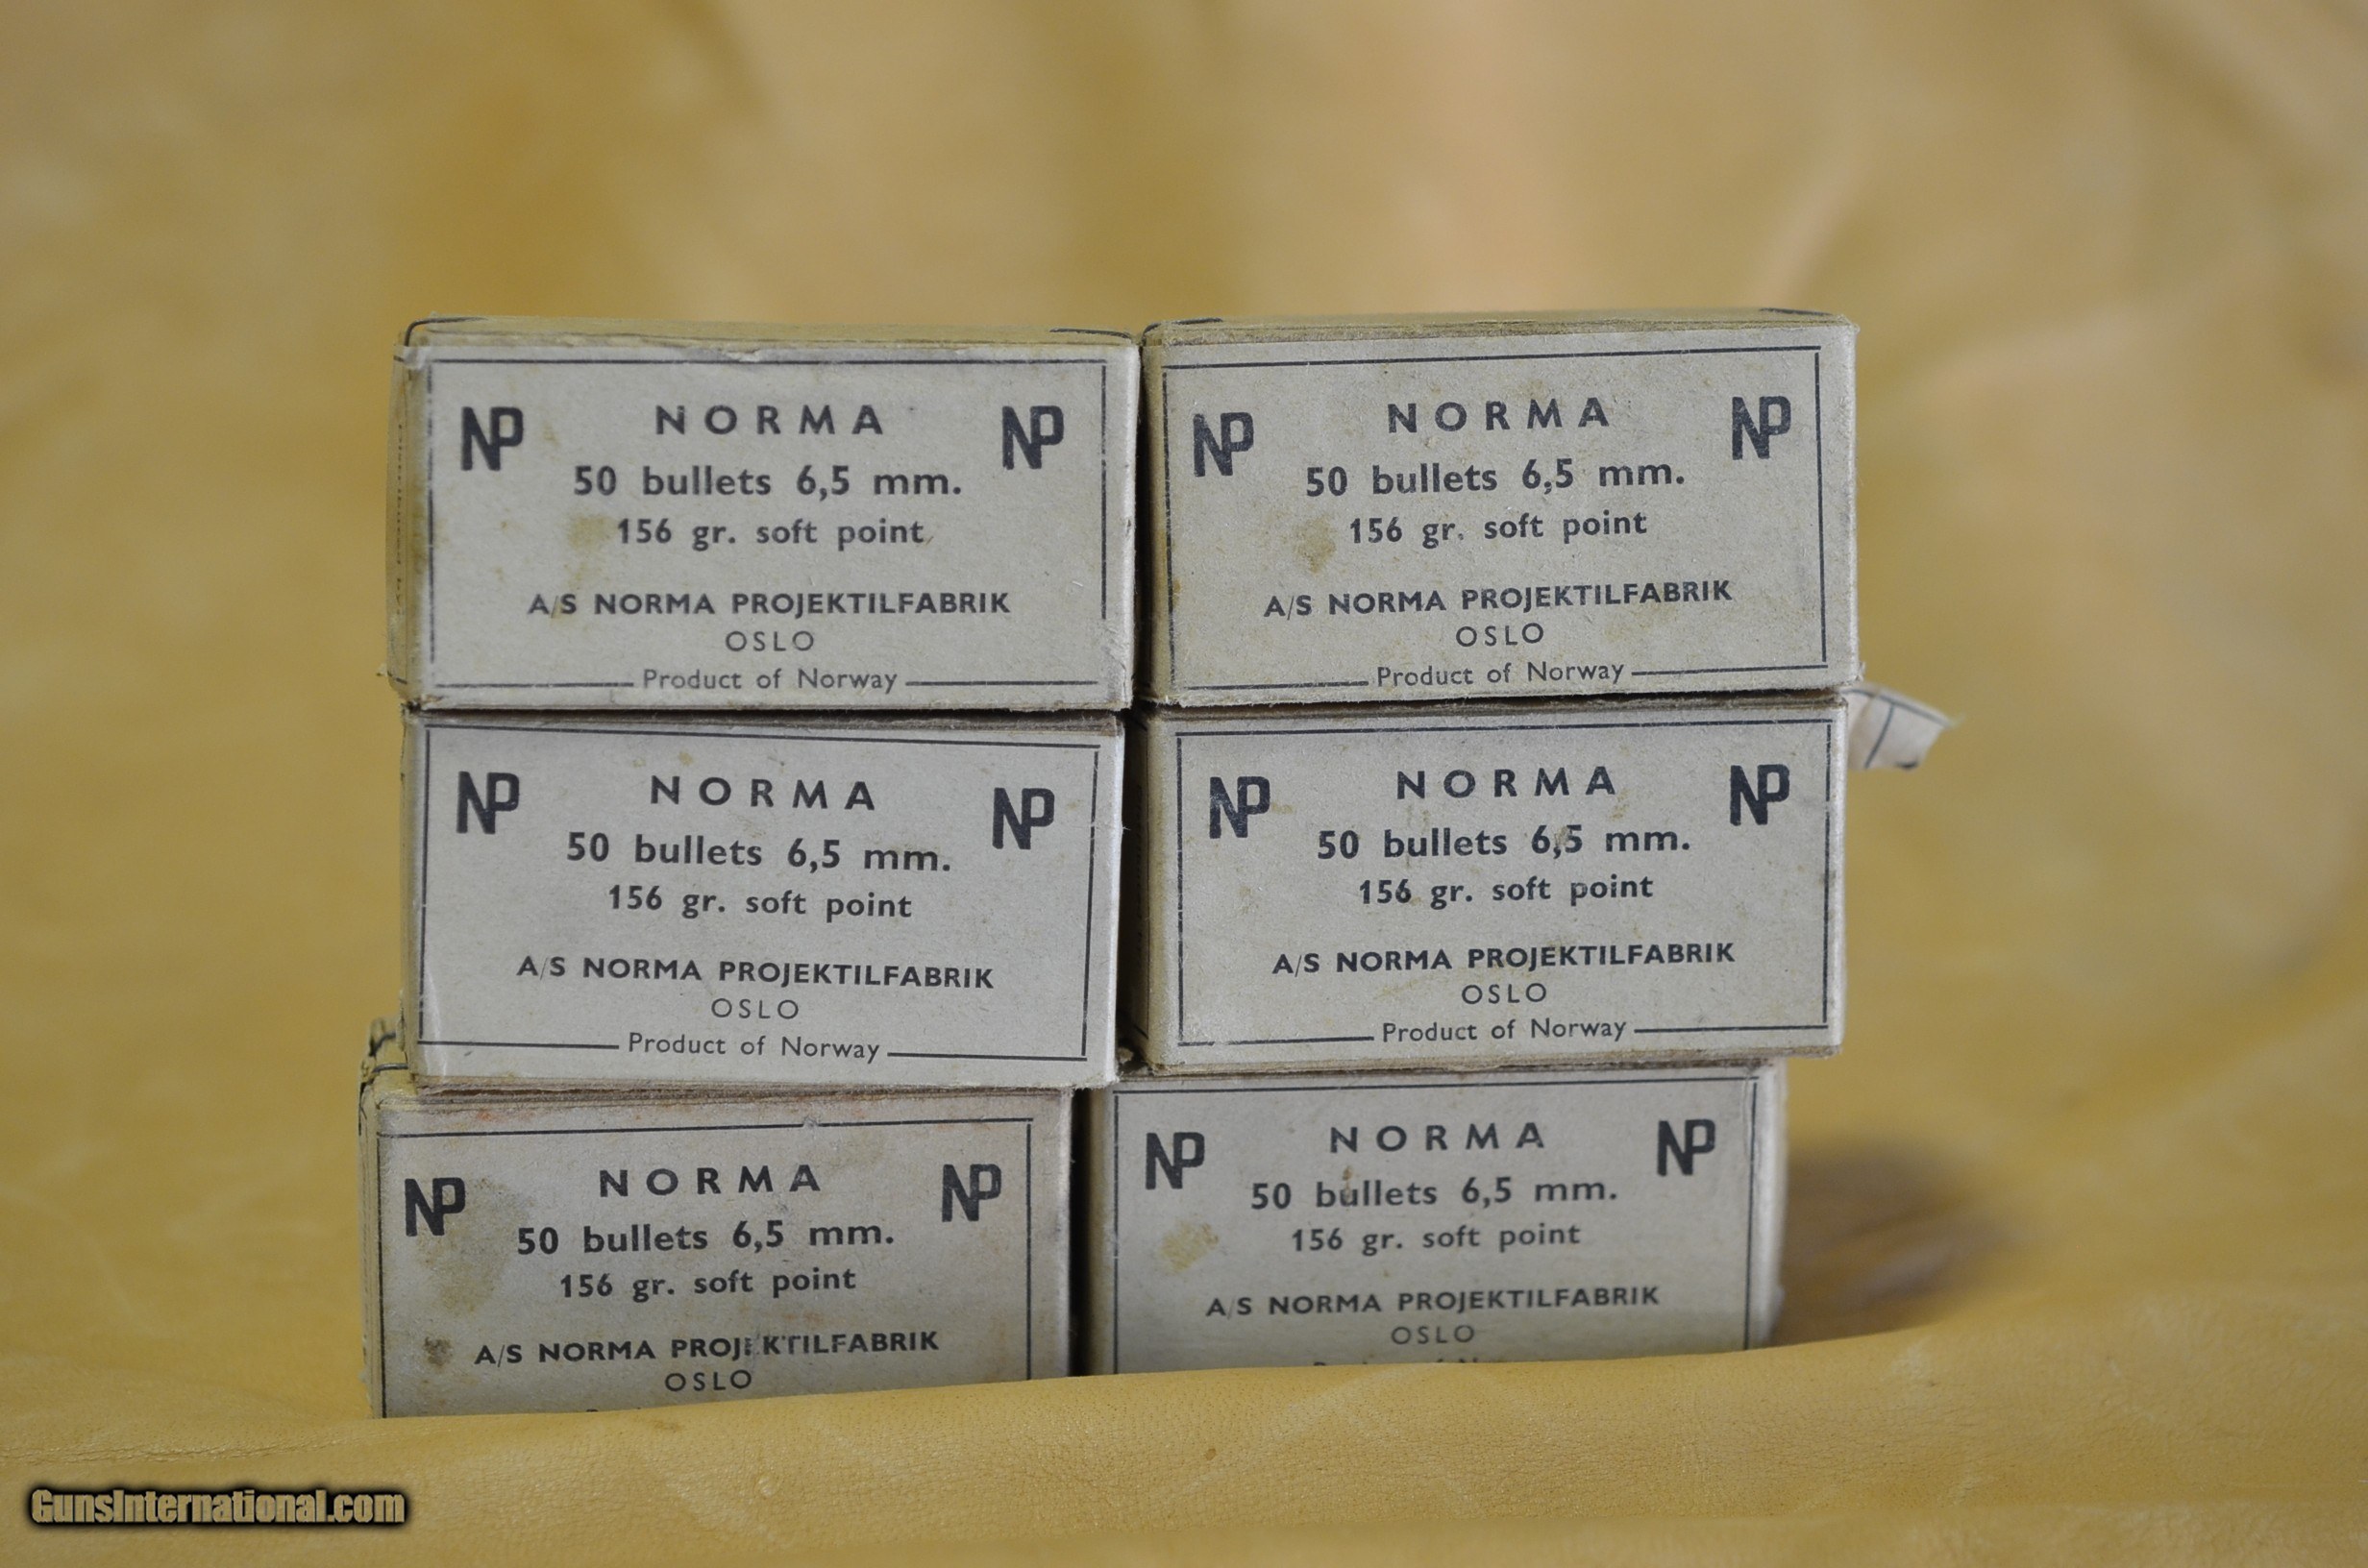 NP NORMA NP
50 bullets 6,5 mm.
156 gr. soft point
A/S NORMA PROJEKTILFABRIK
OSLO
Product of Norway
NP NORMA NP
50 bullets 6,5 mm.
156 gr. soft point
A/S NORMA PROJEKTILFABRIK
OSLO
Product of Norway
NP NORMA NP
50 bullets 6,5 mm.
156 gr. soft point
A/S NORMA PROJEKTILFABRIK
OSLO
Product of Norway
NP NORMA NP
50 bullets 6,5 mm.
156 gr. soft point
A/S NORMA PROJEKTILFABRIK
OSLO
Product of Norway
NP NORMA NP
50 bullets 6,5 mm.
156 gr. soft point
A/S NORMA PROJEKTILFABRIK
OSLO
NP NORMA NP
50 bullets 6,5 mm.
156 gr. soft point
A/S NORMA PROJEKTILFABRIK
OSLO
GunsInternational.com